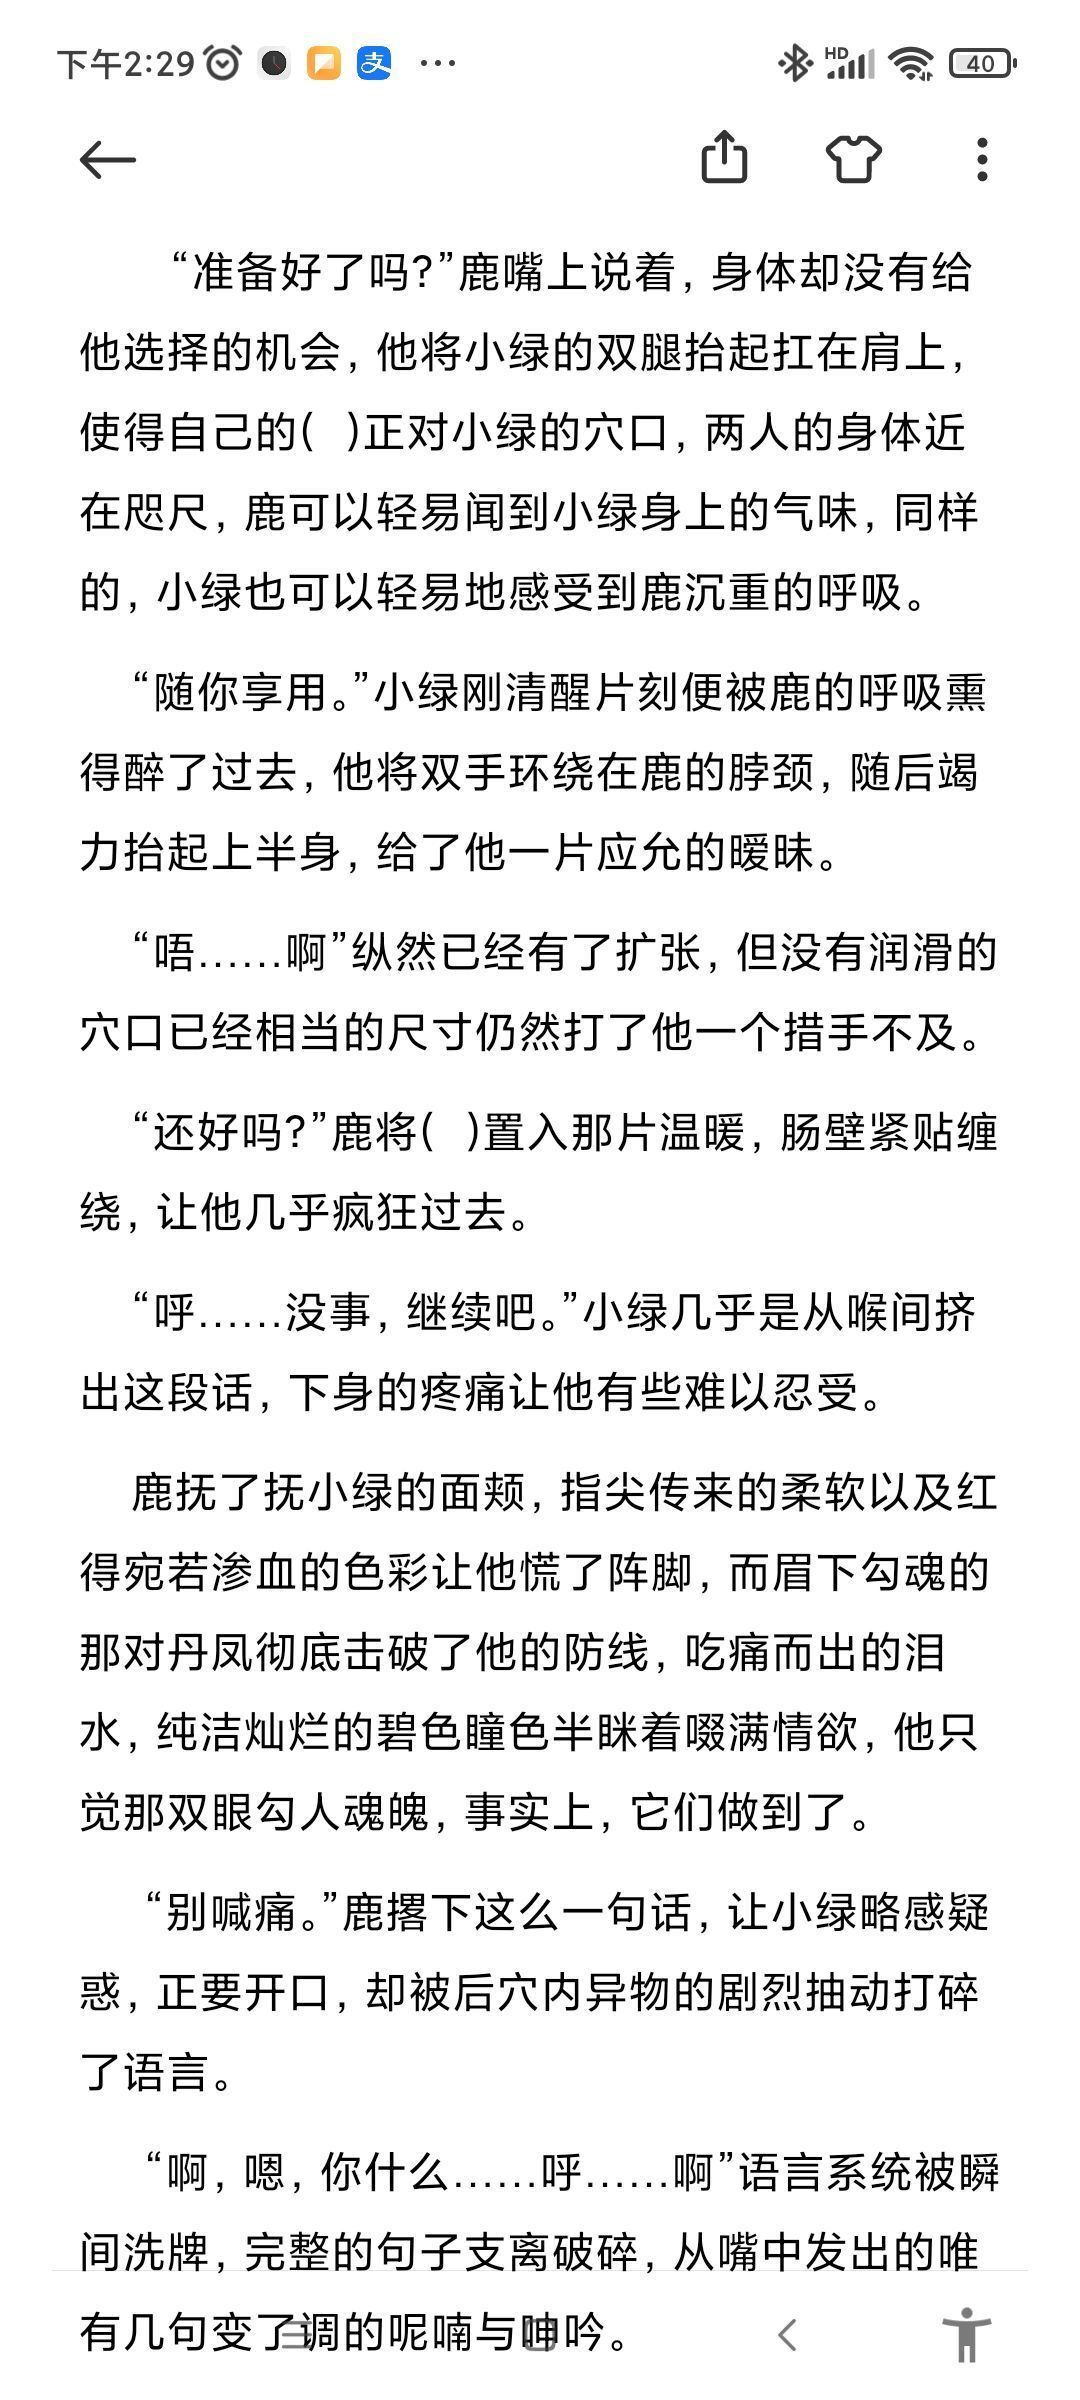 下午2:29
HD
40
“准备好了吗?”鹿嘴上说着, 身体却没有给
他选择的机会, 他将小绿的双腿抬起扛在肩上,
使得自己的( )正对小绿的穴口, 两人的身体近
在咫尺, 鹿可以轻易闻到小绿身上的气味, 同样
的, 小绿也可以轻易地感受到鹿沉重的呼吸。
“随你享用。”小绿刚清醒片刻便被鹿的呼吸熏
得醉了过去, 他将双手环绕在鹿的脖颈, 随后竭
力抬起上半身, 给了他一片应允的暧昧。
“唔......啊”纵然已经有了扩张, 但没有润滑的
穴口已经相当的尺寸仍然打了他一个措手不及。
“还好吗?”鹿将( )置入那片温暖, 肠壁紧贴缠
绕, 让他几乎疯狂过去。
“呼......没事, 继续吧。”小绿几乎是从喉间挤
出这段话, 下身的疼痛让他有些难以忍受。
鹿抚了抚小绿的面颊, 指尖传来的柔软以及红
得宛若渗血的色彩让他慌了阵脚, 而眉下勾魂的
那对丹凤彻底击破了他的防线, 吃痛而出的泪
水, 纯洁灿烂的碧色瞳色半眯着啜满情欲, 他只
觉那双眼勾人魂魄, 事实上, 它们做到了。
“别喊痛。”鹿撂下这么一句话, 让小绿略感疑
惑, 正要开口, 却被后穴内异物的剧烈抽动打碎
了语言。
“啊, 嗯, 你什么......呼......啊”语言系统被瞬
间洗牌, 完整的句子支离破碎, 从嘴中发出的唯
有几句变了调的呢喃与呻吟。